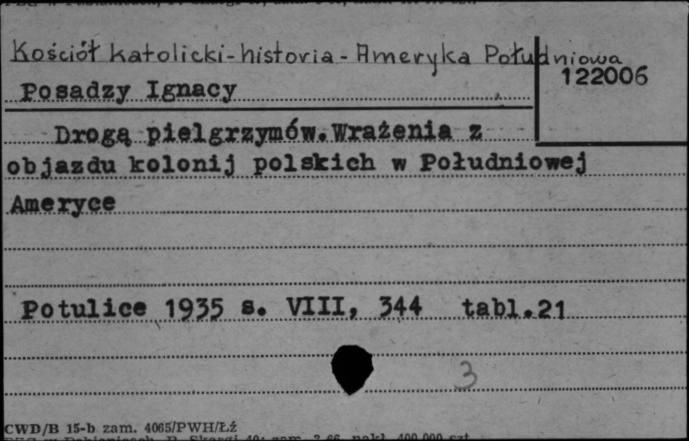 Kościół katolicki-historia-Ameryka Południowa
122006
Posadzy Ignacy
Drogą pielgrzymów.Wrażenia z
objazdu kolonij polskich w Południowej
Ameryce
Potulice 1935 s. VIII, 344 tabl.21
3
CWD/B 15-b zam. 4065/PWH/Łź